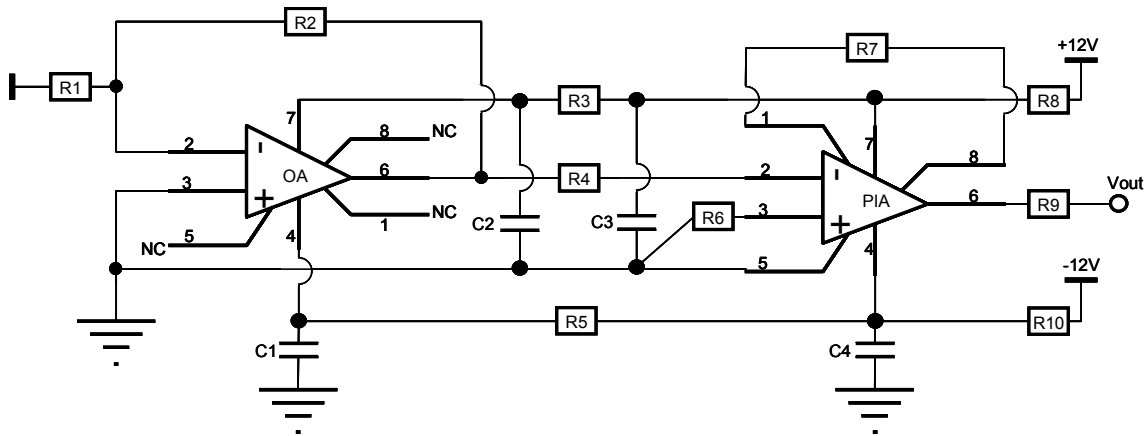 R2
R7
+12V
R1
R3
R8
7
8
NC
1
7
8
2
6
2
6
Vout
3
OA
R4
PIA
R9
-
+
-
+
R6
3
5
NC
4
1
NC
C2
C3
5
4
-12V
R5
R10
C1
C4